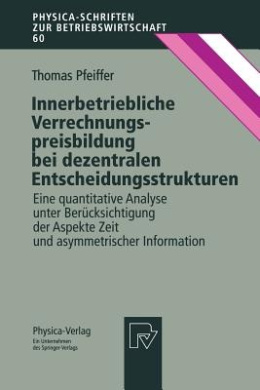 PHYSICA-SCHRIFTEN
ZUR BETRIEBSWIRTSCHAFT
60
Thomas Pfeiffer
Innerbetriebliche
Verrechnungs-
preisbildung
bei dezentralen
Entscheidungsstrukturen
Eine quantitative Analyse
unter Berücksichtigung
der Aspekte Zeit
und asymmetrischer Information
Physica-Verlag
Ein Unternehmen
des Springer-Verlags